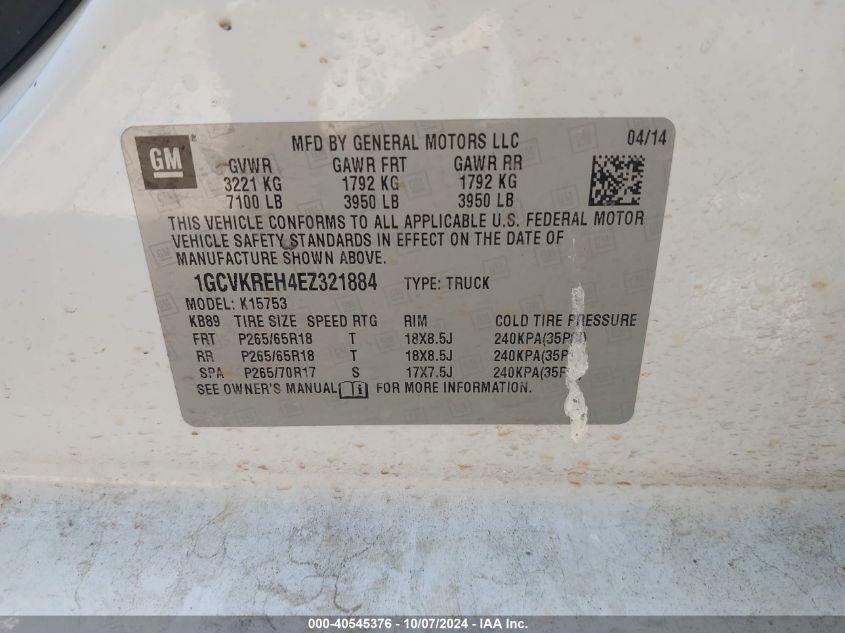 GM
MFD BY GENERAL MOTORS LLC 04/14
GVWR GAWR FRT GAWR RR
3221 KG 1792 KG 1792 KG
7100 LB 3950 LB 3950 LB
THIS VEHICLE CONFORMS TO ALL APPLICABLE U.S. FEDERAL MOTOR
VEHICLE SAFETY STANDARDS IN EFFECT ON THE DATE OF
MANUFACTURE SHOWN ABOVE.
1GCVKREH4EZ321884 TYPE: TRUCK
MODEL: K15753
KB89 TIRE SIZE SPEED RTG RIM COLD TIRE PRESSURE
FRT P265/65R18 T 18X8.5J 240KPA(35P
RR P265/65R18 T 18X8.5J 240KPA(35P
SPA P265/70R17 S 17X7.5J 240KPA(35P
SEE OWNER'S MANUAL FOR MORE INFORMATION.
000-40545376 - 10/07/2024 - IAA Inc.